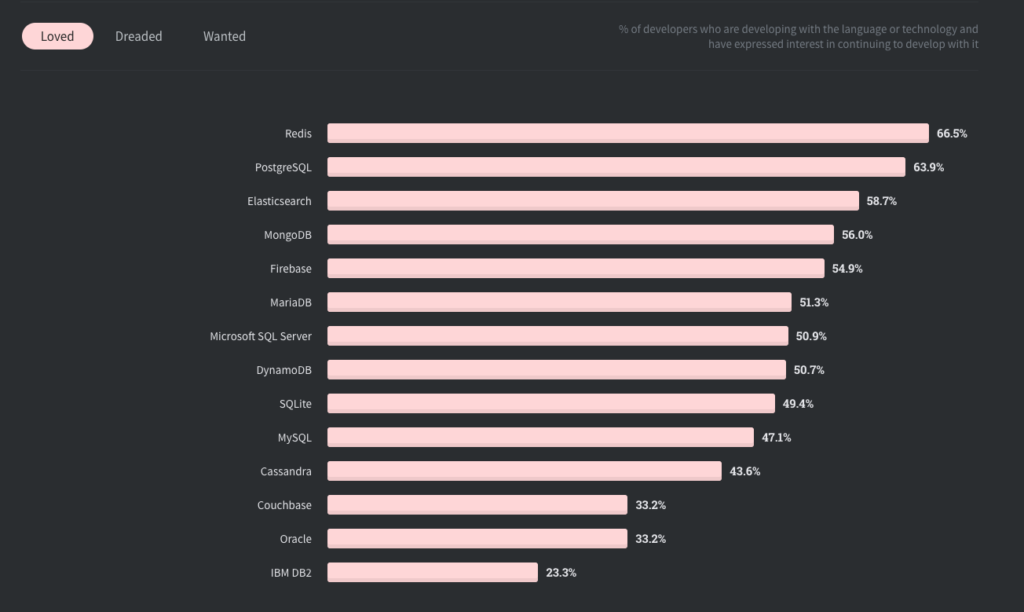 Loved Dreaded Wanted
% of developers who are developing with the language or technology and
have expressed interest in continuing to develop with it
Redis 66.5%
PostgreSQL 63.9%
Elasticsearch 58.7%
MongoDB 56.0%
Firebase 54.9%
MariaDB 51.3%
Microsoft SQL Server 50.9%
DynamoDB 50.7%
SQLite 49.4%
MySQL 47.1%
Cassandra 43.6%
Couchbase 33.2%
Oracle 33.2%
IBM DB2 23.3%